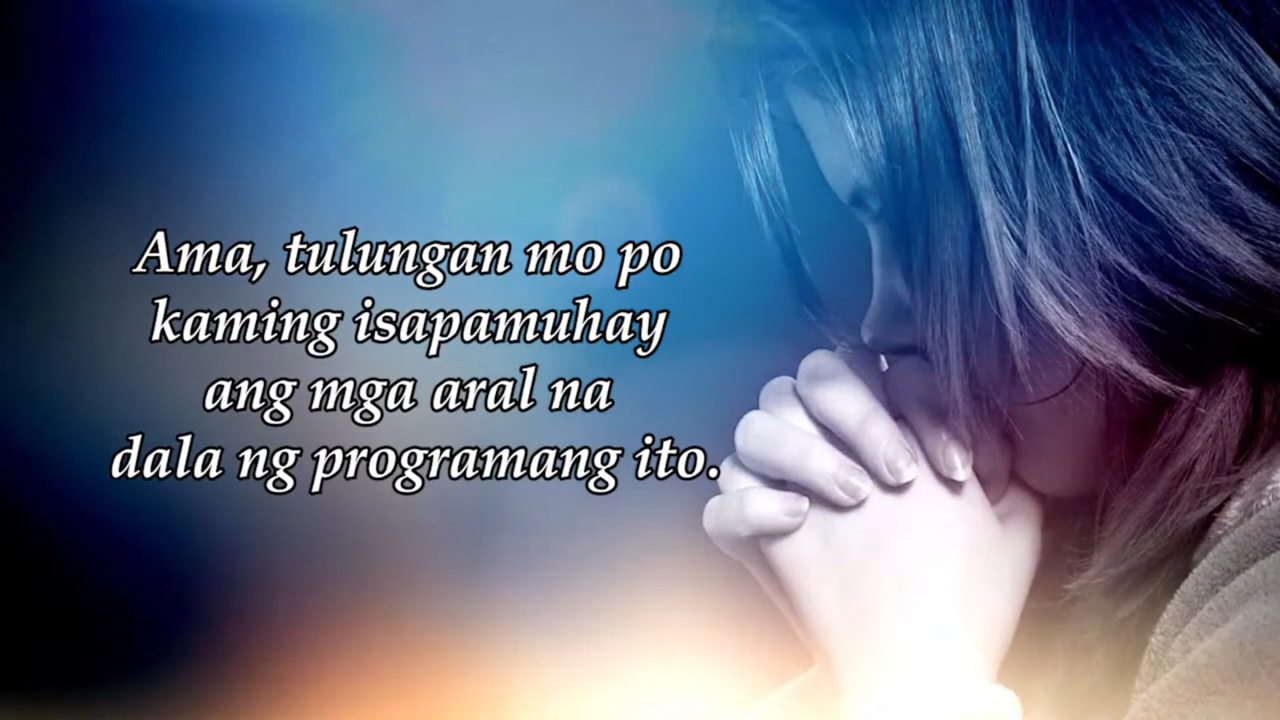 Ama, tulungan mo po
kaming isapamuhay
ang mga aral na
dala ng programang ito.